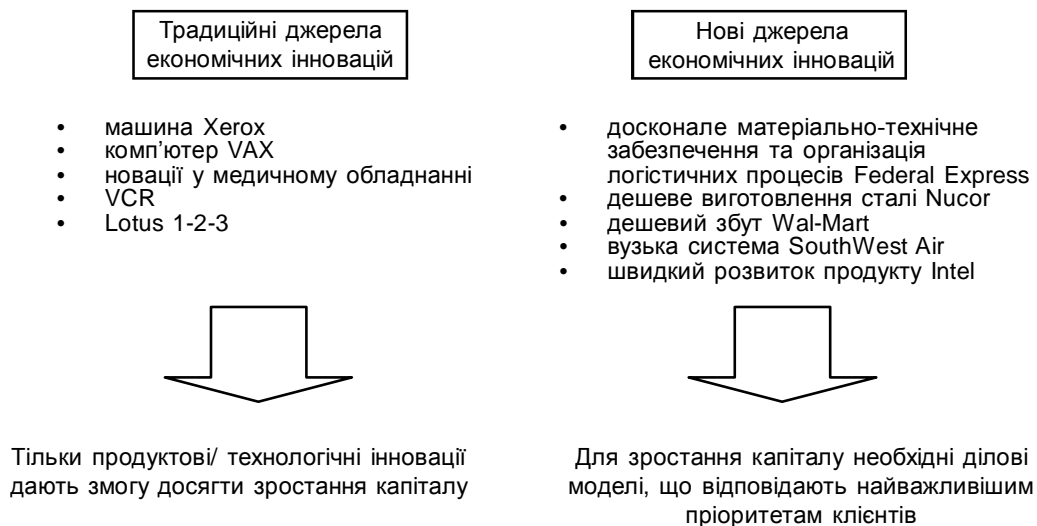 Традиційні джерела
економічних інновацій
• машина Xerox
• комп’ютер VAX
• новації у медичному обладнанні
• VCR
• Lotus 1-2-3
Тільки продуктові/ технологічні інновації
дають змогу досягти зростання капіталу
Нові джерела
економічних інновацій
• досконале матеріально-технічне
забезпечення та організація
логістичних процесів Federal Express
• дешеве виготовлення сталі Nucor
• дешевий збут Wal-Mart
• вузька система SouthWest Air
• швидкий розвиток продукту Intel
Для зростання капіталу необхідні ділові
моделі, що відповідають найважливішим
пріоритетам клієнтів